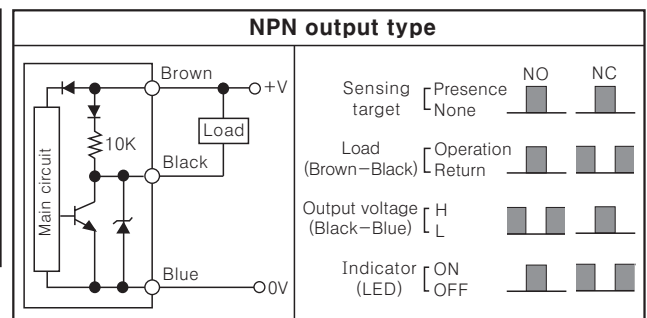 NPN output type
Brown
+V
10K
Load
Black
Main circuit
Blue
0V
NO NC
Sensing target Presence
None
Load (Brown-Black) Operation
Return
Output voltage (Black-Blue) H
L
Indicator (LED) ON
OFF